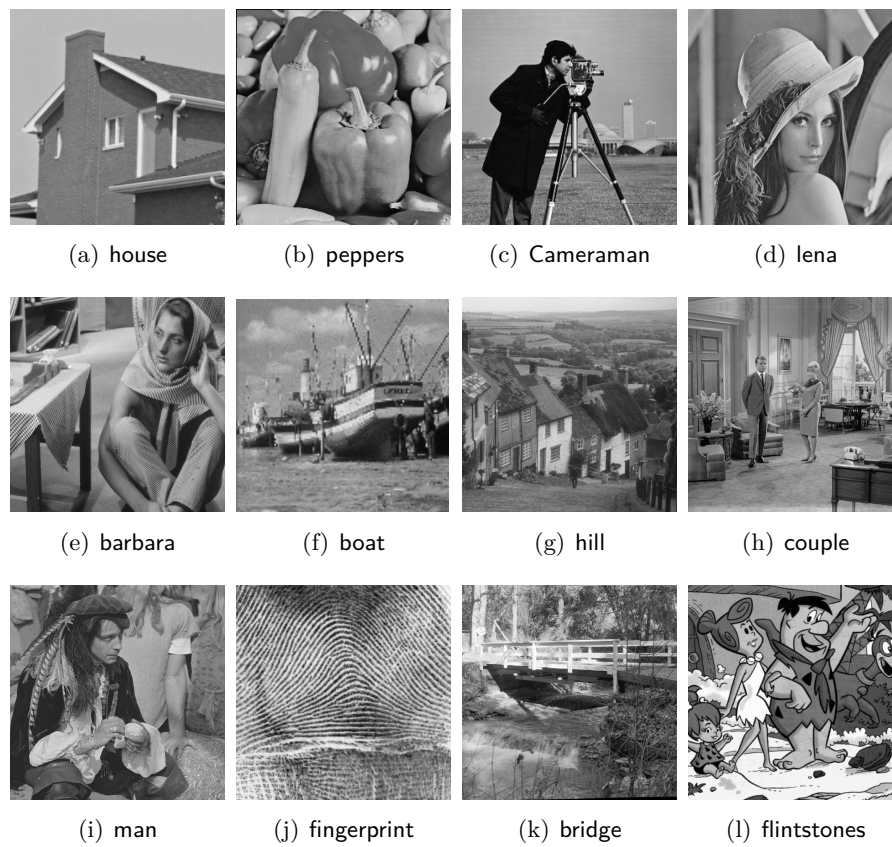 (a) house (b) peppers (c) Cameraman (d) lena
(e) barbara (f) boat (g) hill (h) couple
(i) man (j) fingerprint (k) bridge (l) flintstones